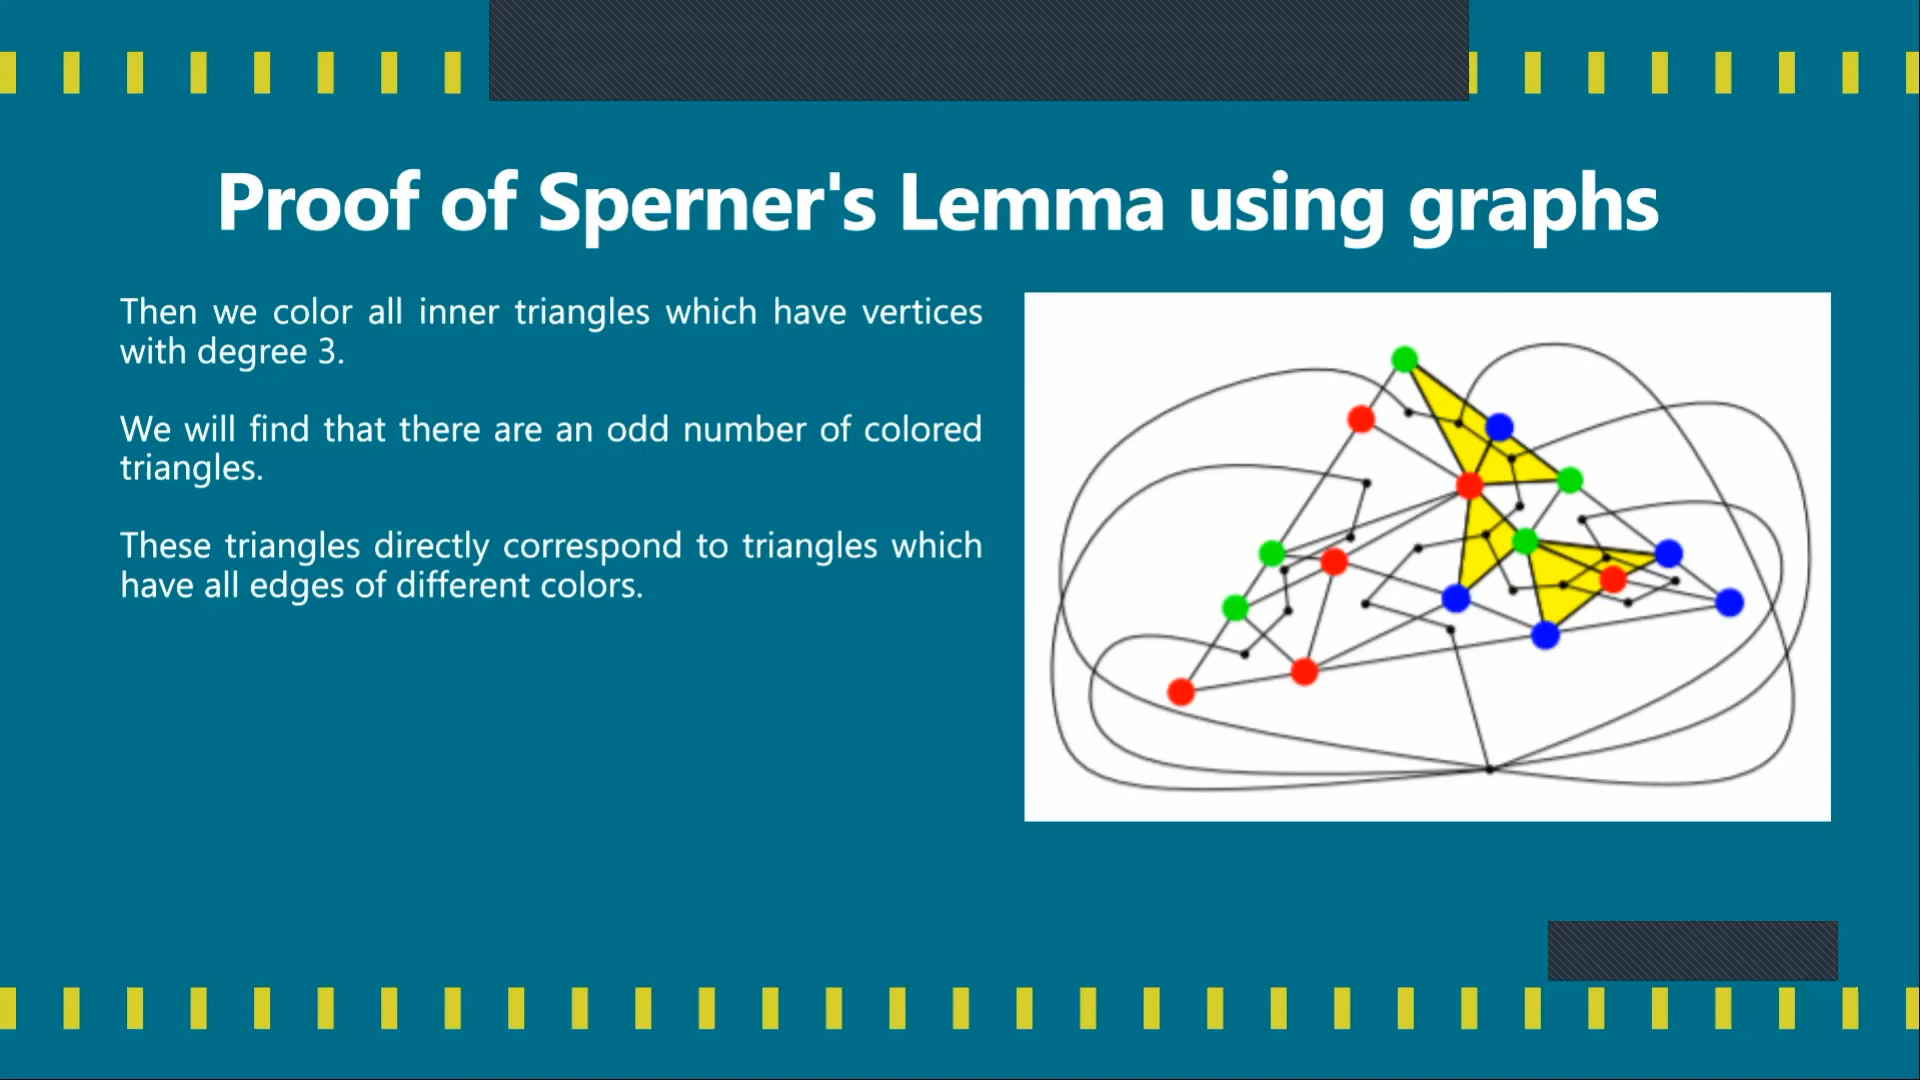 Proof of Sperner's Lemma using graphs
Then we color all inner triangles which have vertices
with degree 3.
We will find that there are an odd number of colored
triangles.
These triangles directly correspond to triangles which
have all edges of different colors.